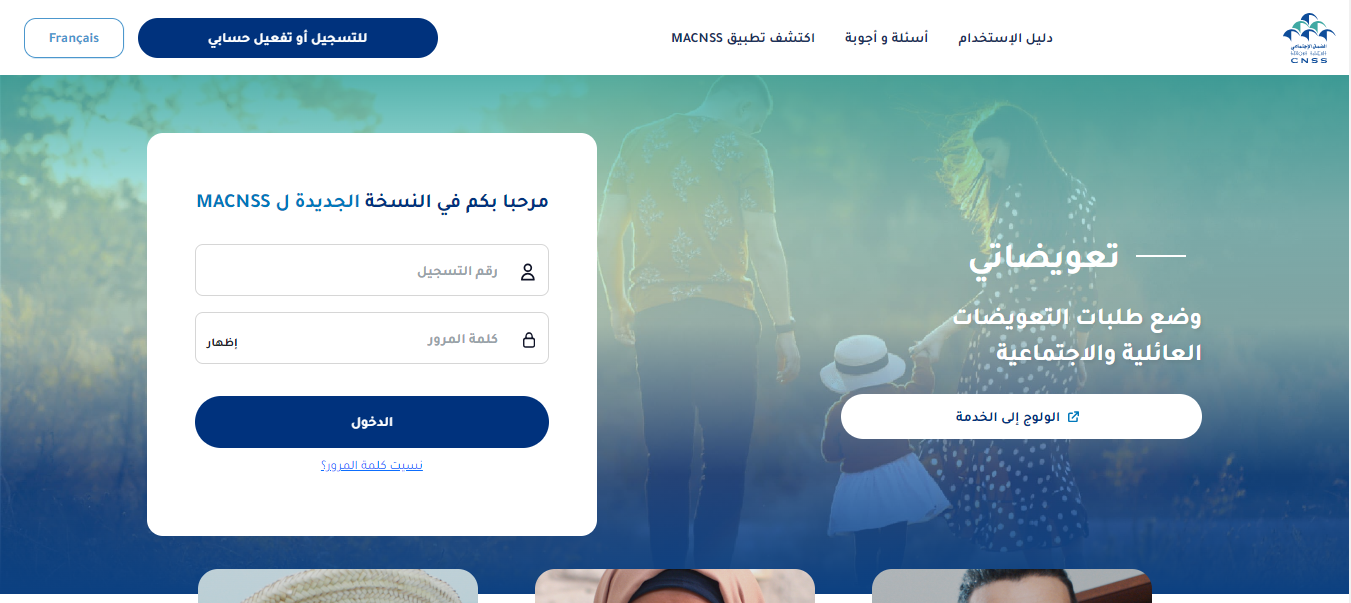 دليل الإستخدام
أسئلة و أجوبة
اكتشف تطبيق MACNSS
للتسجيل أو تفعيل حسابي
Français
الضمان الإجتماعي
CNSS
مرحبا بكم في النسخة الجديدة ل MACNSS
رقم التسجيل
كلمة المرور
إظهار
الدخول
نسيت كلمة المرور؟
تعويضاتي
وضع طلبات التعويضات
العائلية والاجتماعية
الولوج إلى الخدمة